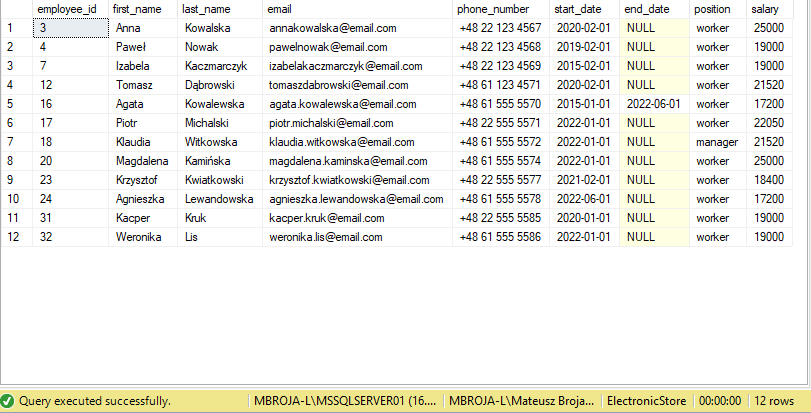 employee_id first_name last_name email phone_number start_date end_date position salary
1 3 Anna Kowalska annakowalska@email.com +48 22 123 4567 2020-02-01 NULL worker 25000
2 4 Paweł Nowak pawelnowak@email.com +48 22 123 4568 2019-02-01 NULL worker 19000
3 7 Izabela Kaczmarczyk izabelakaczmarczyk@email.com +48 22 123 4569 2015-02-01 NULL worker 19000
4 12 Tomasz Dąbrowski tomaszdabrowski@email.com +48 61 123 4571 2020-02-01 NULL worker 21520
5 16 Agata Kowalewska agata.kowalewska@email.com +48 61 555 5570 2015-01-01 2022-06-01 worker 17200
6 17 Piotr Michalski piotr.michalski@email.com +48 22 555 5571 2022-01-01 NULL worker 22050
7 18 Klaudia Witkowska klaudia.witkowska@email.com +48 61 555 5572 2022-01-01 NULL manager 21520
8 20 Magdalena Kamińska magdalena.kaminska@email.com +48 61 555 5574 2022-01-01 NULL worker 25000
9 23 Krzysztof Kwiatkowski krzysztof.kwiatkowski@email.com +48 22 555 5577 2021-02-01 NULL worker 18400
10 24 Agnieszka Lewandowska agnieszka.lewandowska@email.com +48 61 555 5578 2022-06-01 NULL worker 17200
11 31 Kacper Kruk kacper.kruk@email.com +48 22 555 5585 2020-01-01 NULL worker 19000
12 32 Weronika Lis weronika.lis@email.com +48 61 555 5586 2022-01-01 NULL worker 19000
Query executed successfully. MBROJA-L\MSSQLSERVER01 (16.... MBROJA-L\Mateusz Broja... ElectronicStore 00:00:00 12 rows